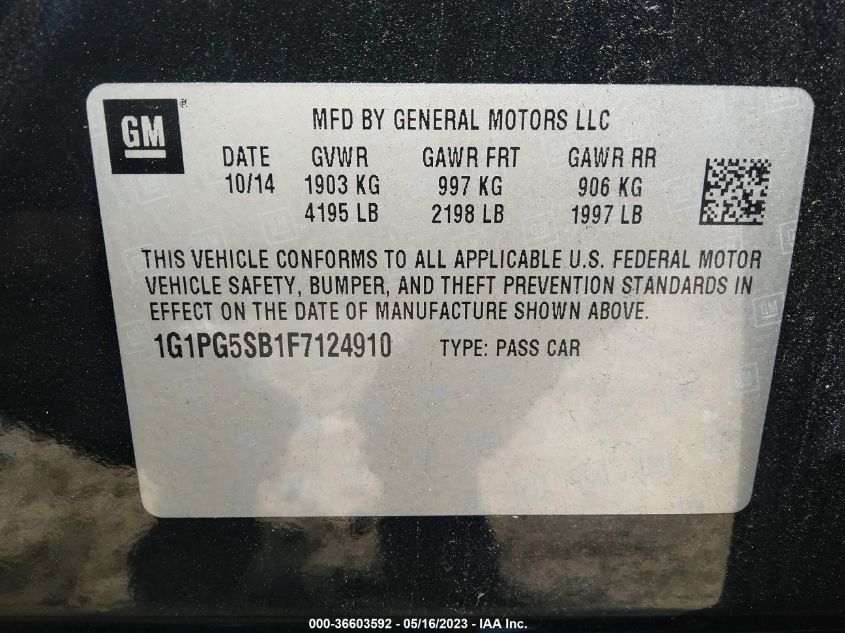 GM ®
MFD BY GENERAL MOTORS LLC
DATE GVWR GAWR FRT GAWR RR
10/14 1903 KG 997 KG 906 KG
4195 LB 2198 LB 1997 LB
THIS VEHICLE CONFORMS TO ALL APPLICABLE U.S. FEDERAL MOTOR
VEHICLE SAFETY, BUMPER, AND THEFT PREVENTION STANDARDS IN
EFFECT ON THE DATE OF MANUFACTURE SHOWN ABOVE.
1G1PG5SB1F7124910 TYPE: PASS CAR
000-36603592 - 05/16/2023 - IAA Inc.